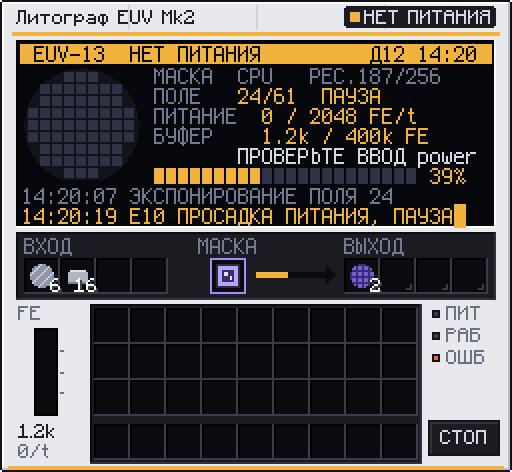 Литограф EUV Mk2
НЕТ ПИТАНИЯ
EUV-13 НЕТ ПИТАНИЯ Д12 14:20
МАСКА CPU РЕС.187/256
ПОЛЕ 24/61 ПАУЗА
ПИТАНИЕ 0 / 2048 FE/t
БУФЕР 1.2k / 400k FE
ПРОВЕРЬТЕ ВВОД power
39%
14:20:07 ЭКСПОНИРОВАНИЕ ПОЛЯ 24
14:20:19 E10 ПРОСАДКА ПИТАНИЯ, ПАУЗА
ВХОД МАСКА ВЫХОД
6 16 2
FE
ПИТ
РАБ
ОШБ
1.2k
0/t
СТОП